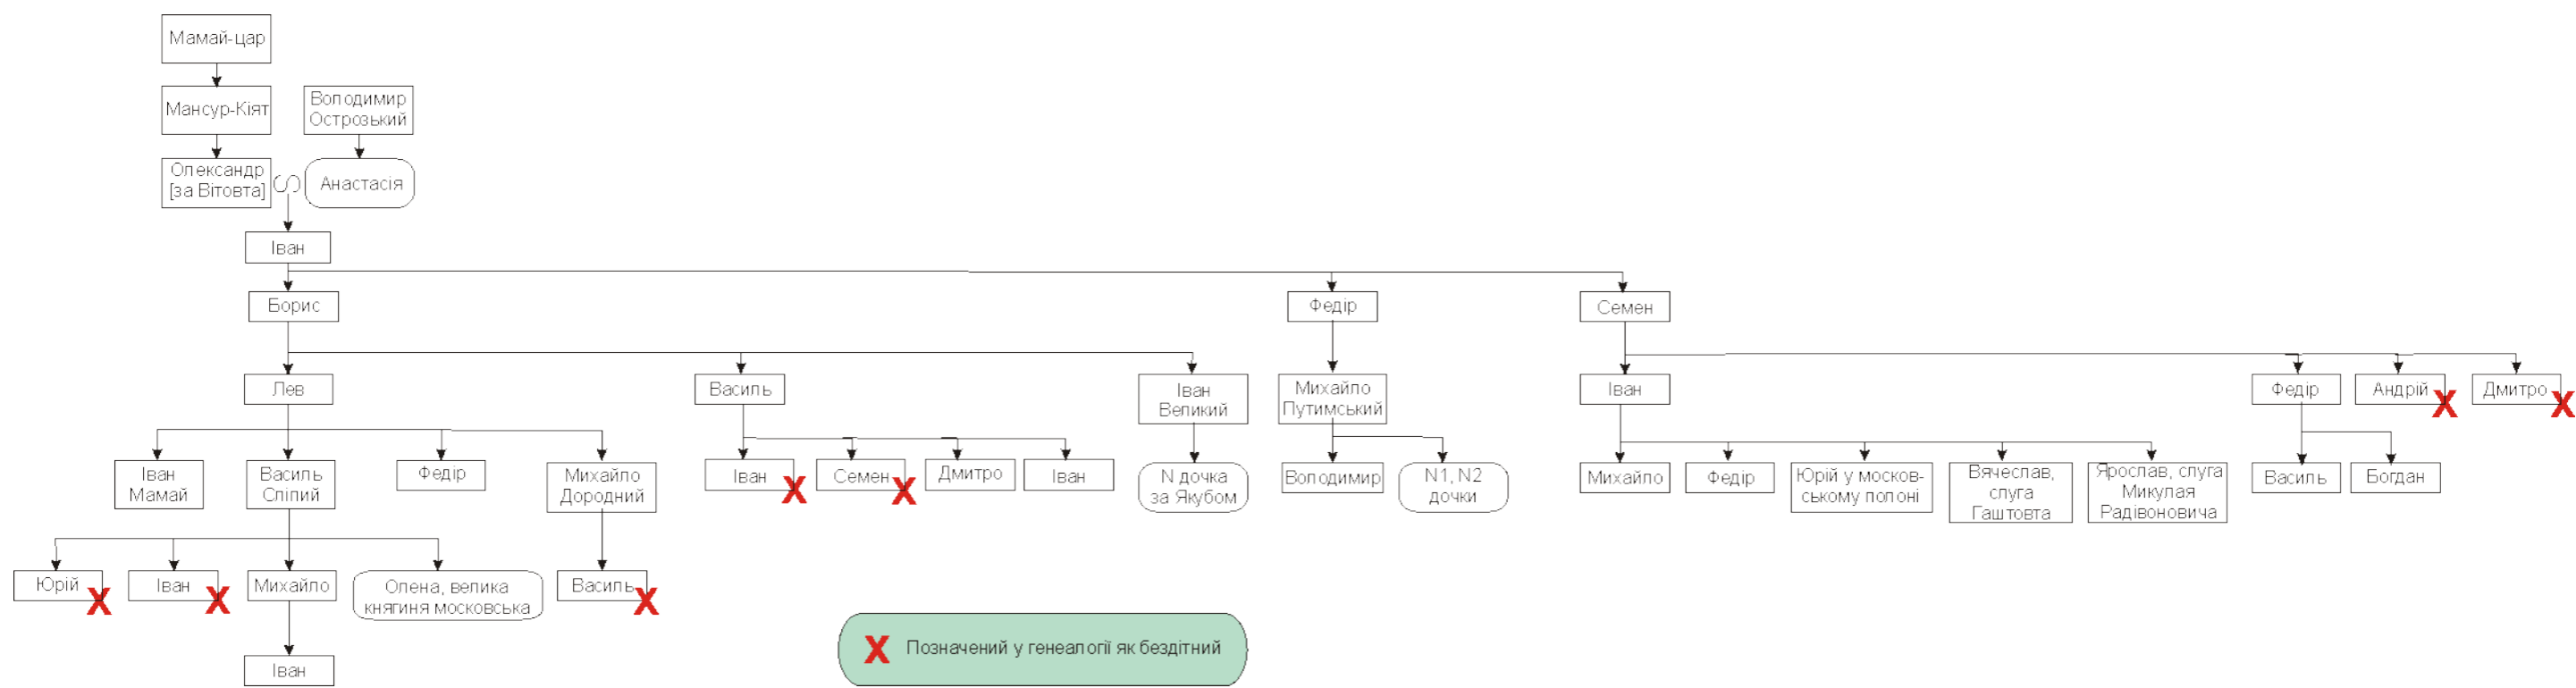 Мамай-цар
Мансур-Кіят
Володимир
Острозький
Олександр
[за Вітовта]
Анастасія
Іван
Борис
Федір
Семен
Лев
Василь
Іван
Великий
Михайло
Путимський
Іван
Федір
Андрій
Дмитро
Іван
Мамай
Василь
Сліпий
Федір
Михайло
Дородний
Іван
Семен
Дмитро
Іван
N дочка
за Якубом
Володимир
N1, N2
дочки
Михайло
Федір
Юрій у москов-
ському полоні
Вячеслав,
слуга
Гаштовта
Ярослав, слуга
Микулая
Радівоновича
Василь
Богдан
Юрій
Іван
Михайло
Олена, велика
княгиня московська
Василь
Іван
X Позначений у генеалогії як бездітний